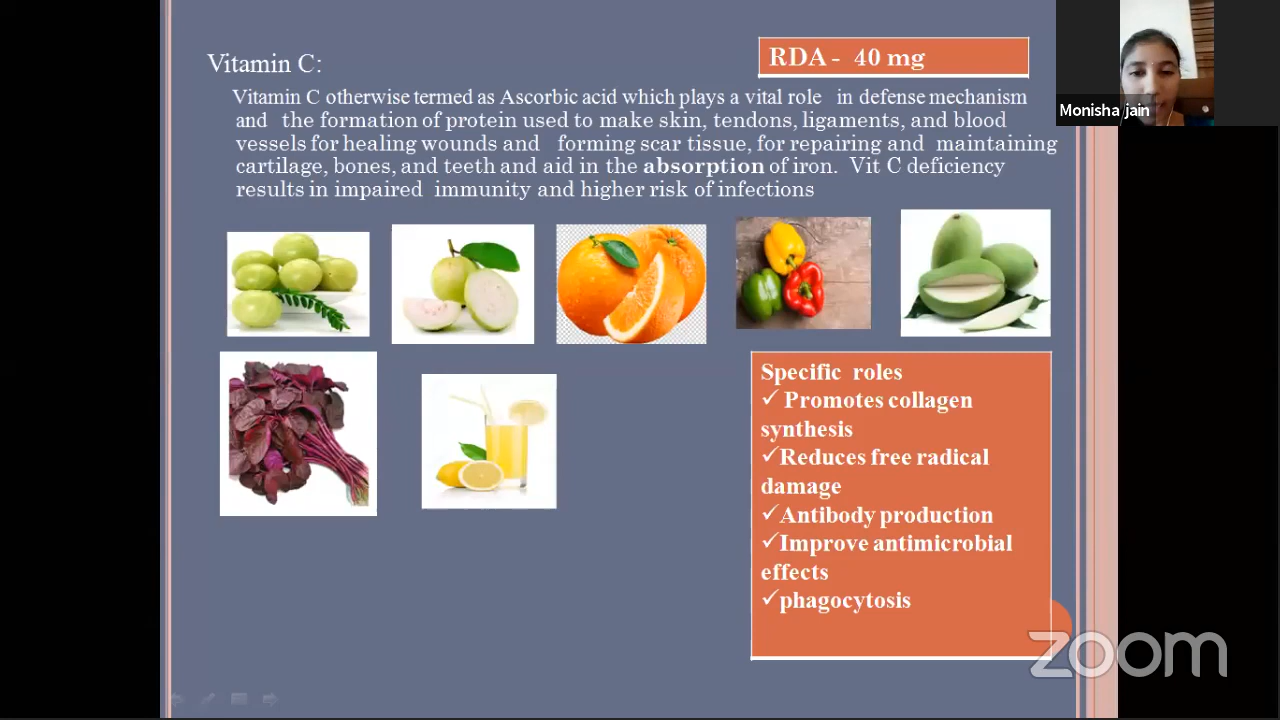 Vitamin C:
RDA - 40 mg
Vitamin C otherwise termed as Ascorbic acid which plays a vital role in defense mechanism
and the formation of protein used to make skin, tendons, ligaments, and blood
vessels for healing wounds and forming scar tissue, for repairing and maintaining
cartilage, bones, and teeth and aid in the absorption of iron. Vit C deficiency
results in impaired immunity and higher risk of infections
Monisha jain
Specific roles
✓ Promotes collagen
synthesis
✓Reduces free radical
damage
✓Antibody production
✓Improve antimicrobial
effects
✓phagocytosis
zoom